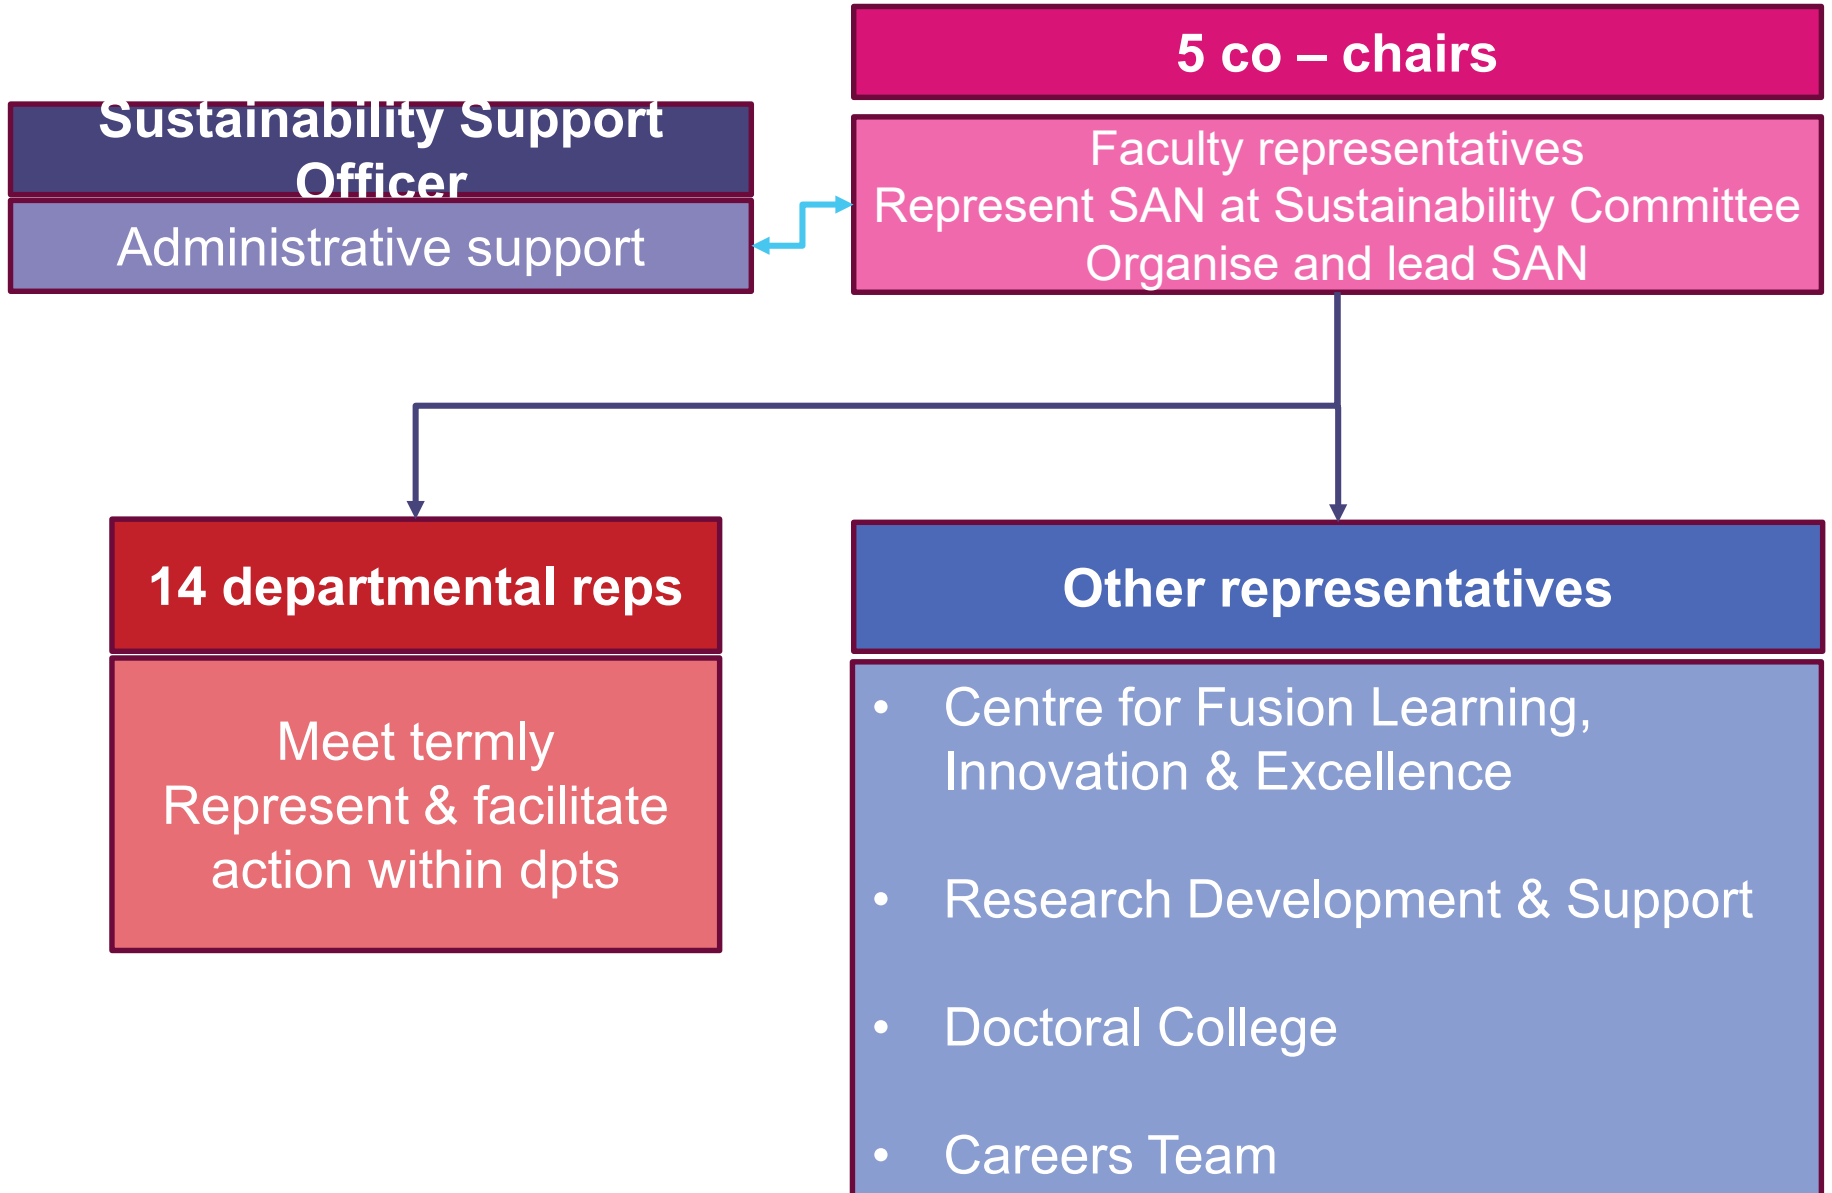 5 co – chairs
Sustainability Support
Officer
Faculty representatives
Represent SAN at Sustainability Committee
Organise and lead SAN
Administrative support
14 departmental reps
Meet termly
Represent & facilitate
action within dpts
Other representatives
• Centre for Fusion Learning,
Innovation & Excellence
• Research Development & Support
• Doctoral College
• Careers Team